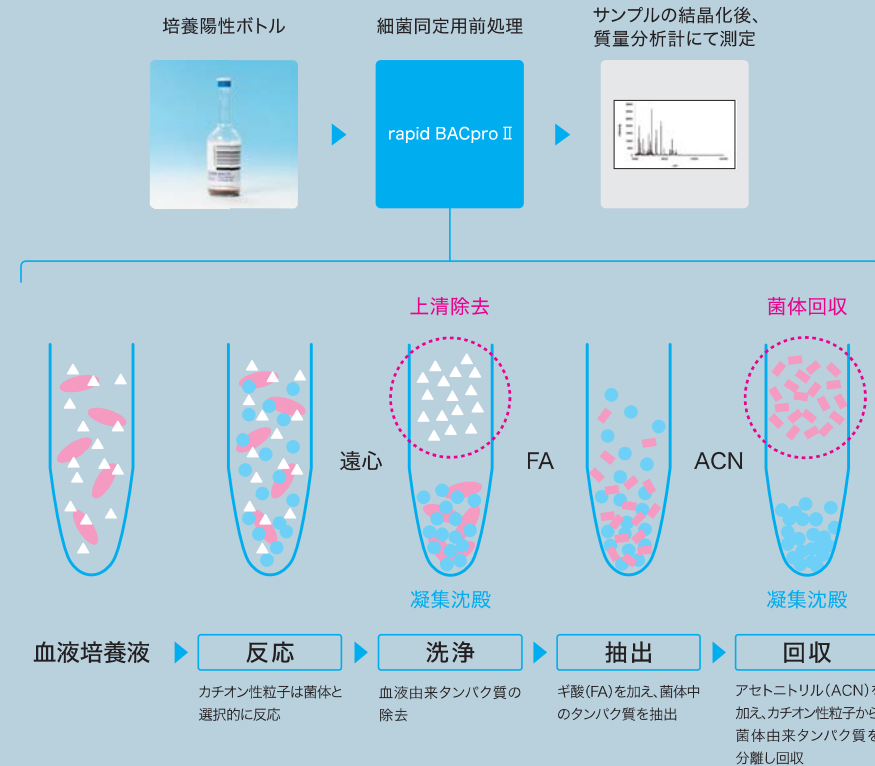 培養陽性ボトル
細菌同定用前処理
サンプルの結晶化後、
質量分析計にて測定
rapid BACpro Ⅱ
上清除去
菌体回収
遠心
FA
ACN
凝集沈殿
凝集沈殿
血液培養液
反応
洗浄
抽出
回収
カチオン性粒子は菌体と
選択的に反応
血液由来タンパク質の
除去
ギ酸(FA)を加え、菌体中
のタンパク質を抽出
アセトニトリル(ACN)を
加え、カチオン性粒子から
菌体由来タンパク質を
分離し回収